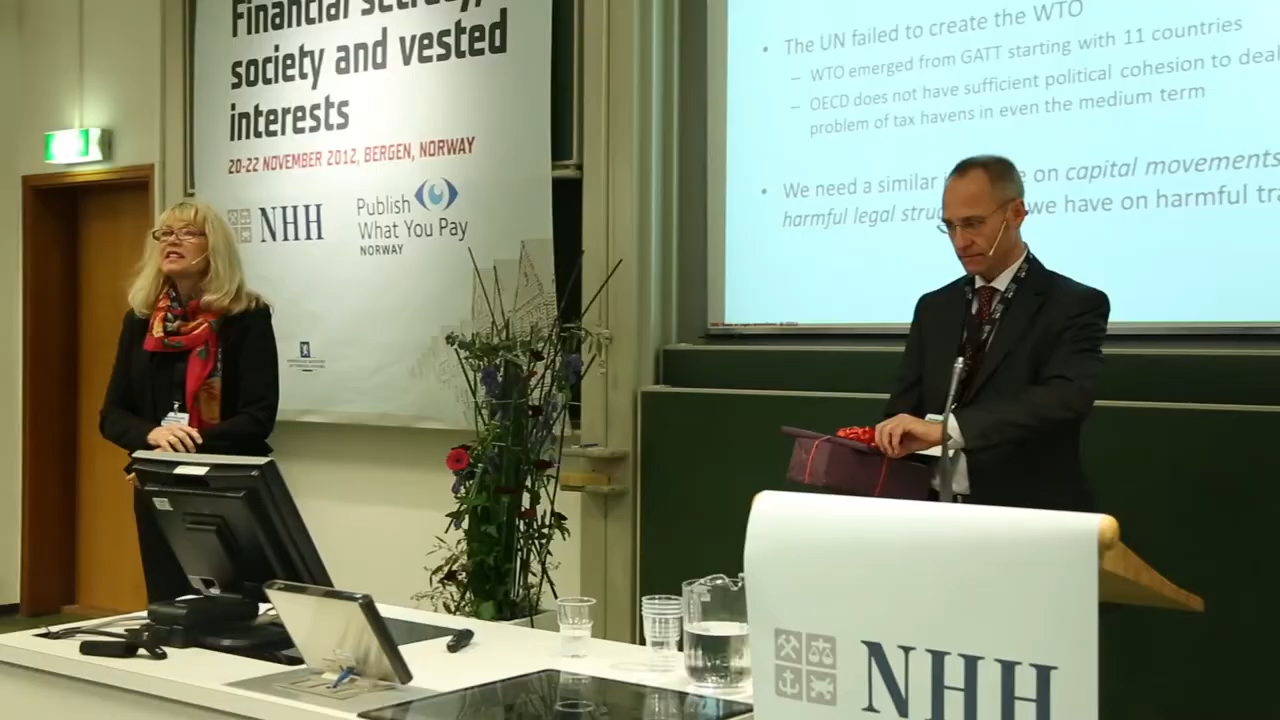 Financial secrecy,
society and vested
interests
20-22 NOVEMBER 2012, BERGEN, NORWAY
NHH
Publish
What You Pay
NORWAY
• The UN failed to create the WTO
– WTO emerged from GATT starting with 11 countries
– OECD does not have sufficient political cohesion to deal
problem of tax havens in even the medium term
• We need a similar on capital movements
harmful legal we have on harmful
NHH